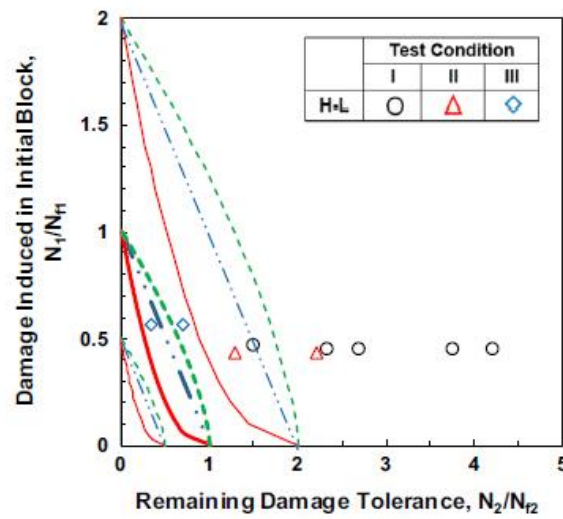 Damage Induced in Initial Block,
N1/Nf1
2
1.5
1
0.5
0
Test Condition
I II III
H•L
0 1 2 3 4 5
Remaining Damage Tolerance, N2/Nf2